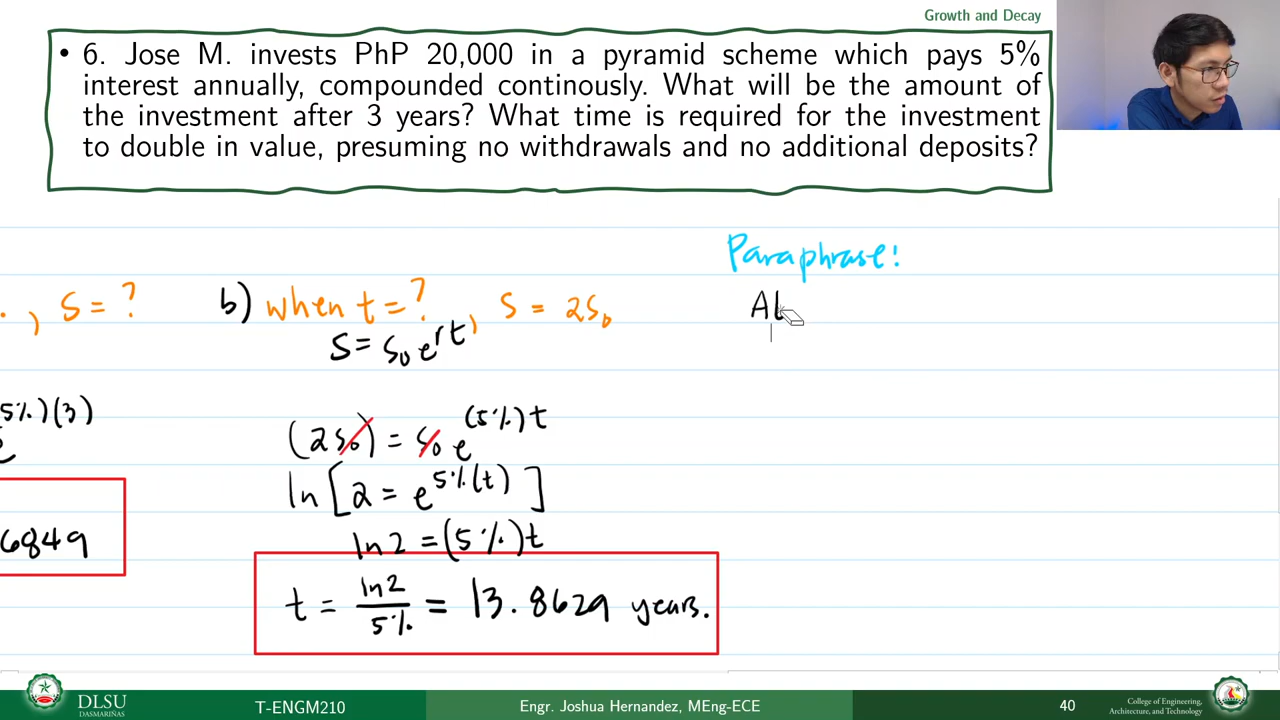 Growth and Decay
• 6. Jose M. invests PhP 20,000 in a pyramid scheme which pays 5%
interest annually, compounded continously. What will be the amount of
the investment after 3 years? What time is required for the investment
to double in value, presuming no withdrawals and no additional deposits?
, S = ?
5%)(3)
e
6849
b) when t = ?, S = 2S₀
S = S₀e^rt
(2S₀) = S₀e^(5%)t
ln[2 = e^5%(t)]
ln2 = (5%)t
t = ln2/5% = 13.8629 years.
Paraphrase:
Al
DLSU
DASMARIÑAS
T-ENGM210
Engr. Joshua Hernandez, MEng-ECE
40
College of Engineering,
Architecture, and Technology